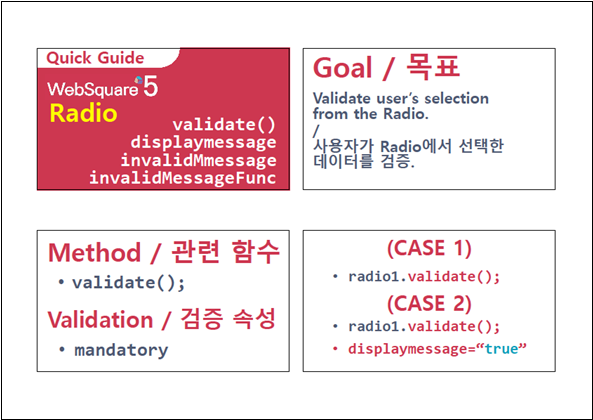 Quick Guide
WebSquare 5
Radio
validate()
displaymessage
invalidMmessage
invalidMessageFunc
Goal / 목표
Validate user's selection
from the Radio.
/
사용자가 Radio에서 선택한
데이터를 검증.
Method / 관련 함수
• validate();
Validation / 검증 속성
• mandatory
(CASE 1)
• radio1.validate();
(CASE 2)
• radio1.validate();
• displaymessage=“true”